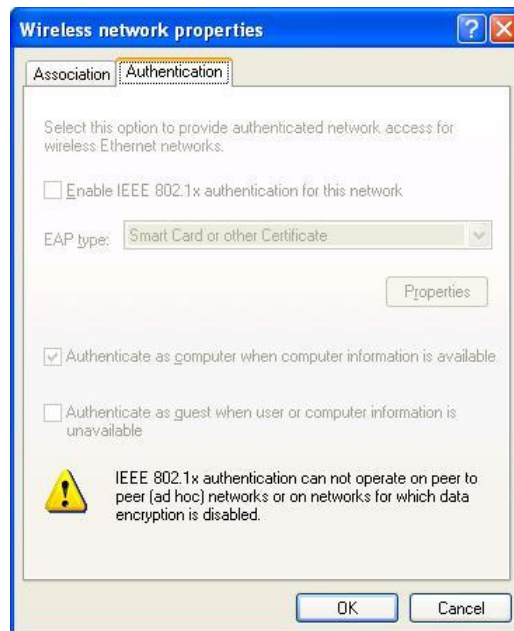 Wireless network properties
Association
Authentication
Select this option to provide authenticated network access for
wireless Ethernet networks.
Enable IEEE 802.1x authentication for this network
EAP type:
Smart Card or other Certificate
Properties
Authenticate as computer when computer information is available
Authenticate as guest when user or computer information is
unavailable
IEEE 802.1x authentication can not operate on peer to
peer (ad hoc) networks or on networks for which data
encryption is disabled.
OK
Cancel